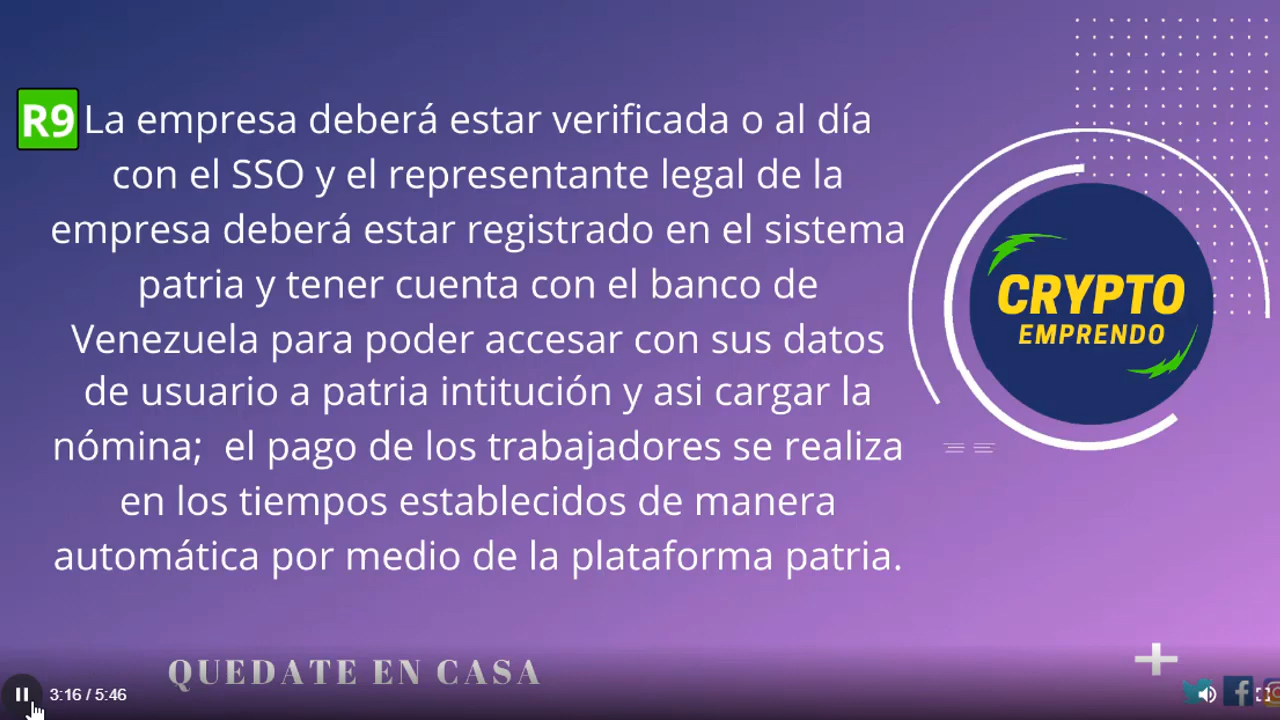 R9 La empresa deberá estar verificada o al día
con el SSO y el representante legal de la
empresa deberá estar registrado en el sistema
patria y tener cuenta con el banco de
Venezuela para poder accesar con sus datos
de usuario a patria intitución y asi cargar la
nómina;  el pago de los trabajadores se realiza
en los tiempos establecidos de manera
automática por medio de la plataforma patria.
CRYPTO
EMPRENDO
QUEDATE EN CASA
3:16 / 5:46